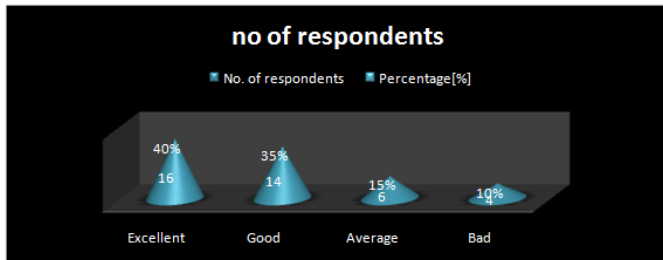 no of respondents
No. of respondents Percentage[%]
40% 35% 15% 10%
16 14 6 4
Excellent Good Average Bad